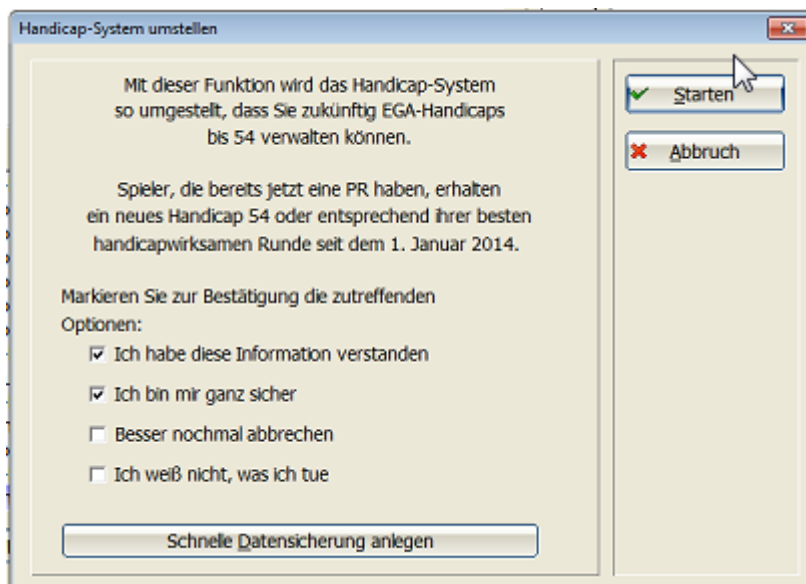 Handicap-System umstellen
Mit dieser Funktion wird das Handicap-System
so umgestellt, dass Sie zukünftig EGA-Handicaps
bis 54 verwalten können.
Spieler, die bereits jetzt eine PR haben, erhalten
ein neues Handicap 54 oder entsprechend ihrer besten
handicapwirksamen Runde seit dem 1. Januar 2014.
Markieren Sie zur Bestätigung die zutreffenden
Optionen:
Ich habe diese Information verstanden
Ich bin mir ganz sicher
Besser nochmal abbrechen
Ich weiß nicht, was ich tue
Schnelle Datensicherung anlegen
Starten
Abbruch